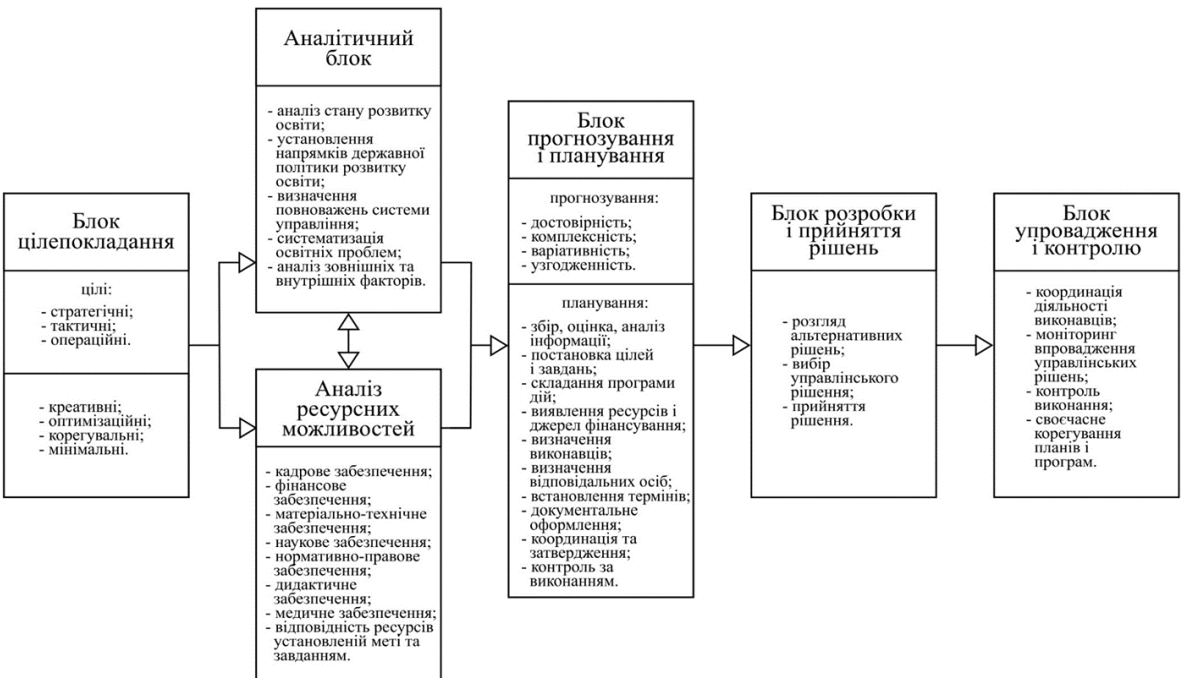 Блок
цілепокладання
цілі:
- стратегічні;
- тактичні;
- операційні.
- креативні;
- оптимізаційні;
- корегувальні;
- мінімальні.
Аналітичний
блок
- аналіз стану розвитку
освіти;
- установлення
напрямків державної
політики розвитку
освіти;
- визначення
повноважень системи
управління;
- систематизація
освітніх проблем;
- аналіз зовнішніх та
внутрішніх факторів.
Аналіз
ресурсних
можливостей
- кадрове забезпечення;
- фінансове
забезпечення;
- матеріально-технічне
забезпечення;
- наукове забезпечення;
- нормативно-правове
забезпечення;
- дидактичне
забезпечення;
- медичне забезпечення;
- відповідність ресурсів
установленій меті та
завданням.
Блок
прогнозування
і планування
прогнозування:
- достовірність;
- комплексність;
- варіативність;
- узгодженність.
планування:
- збір, оцінка, аналіз
інформації;
- постановка цілей
і завдань;
- складання програми
дій;
- виявлення ресурсів і
джерел фінансування;
- визначення
виконавців;
- визначення
відповідальних осіб;
- встановлення термінів;
- документальне
оформлення;
- координація та
затвердження;
- контроль за
виконанням.
Блок розробки
і прийняття
рішень
- розгляд
альтернативних
рішень;
- вибір
управлінського
рішення;
- прийняття
рішення.
Блок
упровадження
і контролю
- координація
діяльності
виконавців;
- моніторинг
впровадження
управлінських
рішень;
- контроль
виконання;
- своєчасне
корегування
планів і
програм.